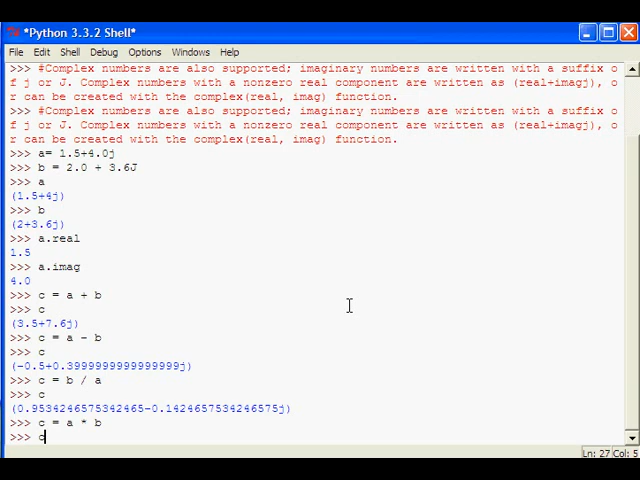 *Python 3.3.2 Shell*
File Edit Shell Debug Options Windows Help
>>> #Complex numbers are also supported; imaginary numbers are written with a suffix o
f j or J. Complex numbers with a nonzero real component are written as (real+imagj), o
r can be created with the complex(real, imag) function.
>>> #Complex numbers are also supported; imaginary numbers are written with a suffix o
f j or J. Complex numbers with a nonzero real component are written as (real+imagj), o
r can be created with the complex(real, imag) function.
>>> a= 1.5+4.0j
>>> b = 2.0 + 3.6J
>>> a
(1.5+4j)
>>> b
(2+3.6j)
>>> a.real
1.5
>>> a.imag
4.0
>>> c = a + b
>>> c
(3.5+7.6j)
>>> c = a - b
>>> c
(-0.5+0.3999999999999999j)
>>> c = b / a
>>> c
(0.9534246575342465-0.1424657534246575j)
>>> c = a * b
>>> c
Ln: 27 Col: 5